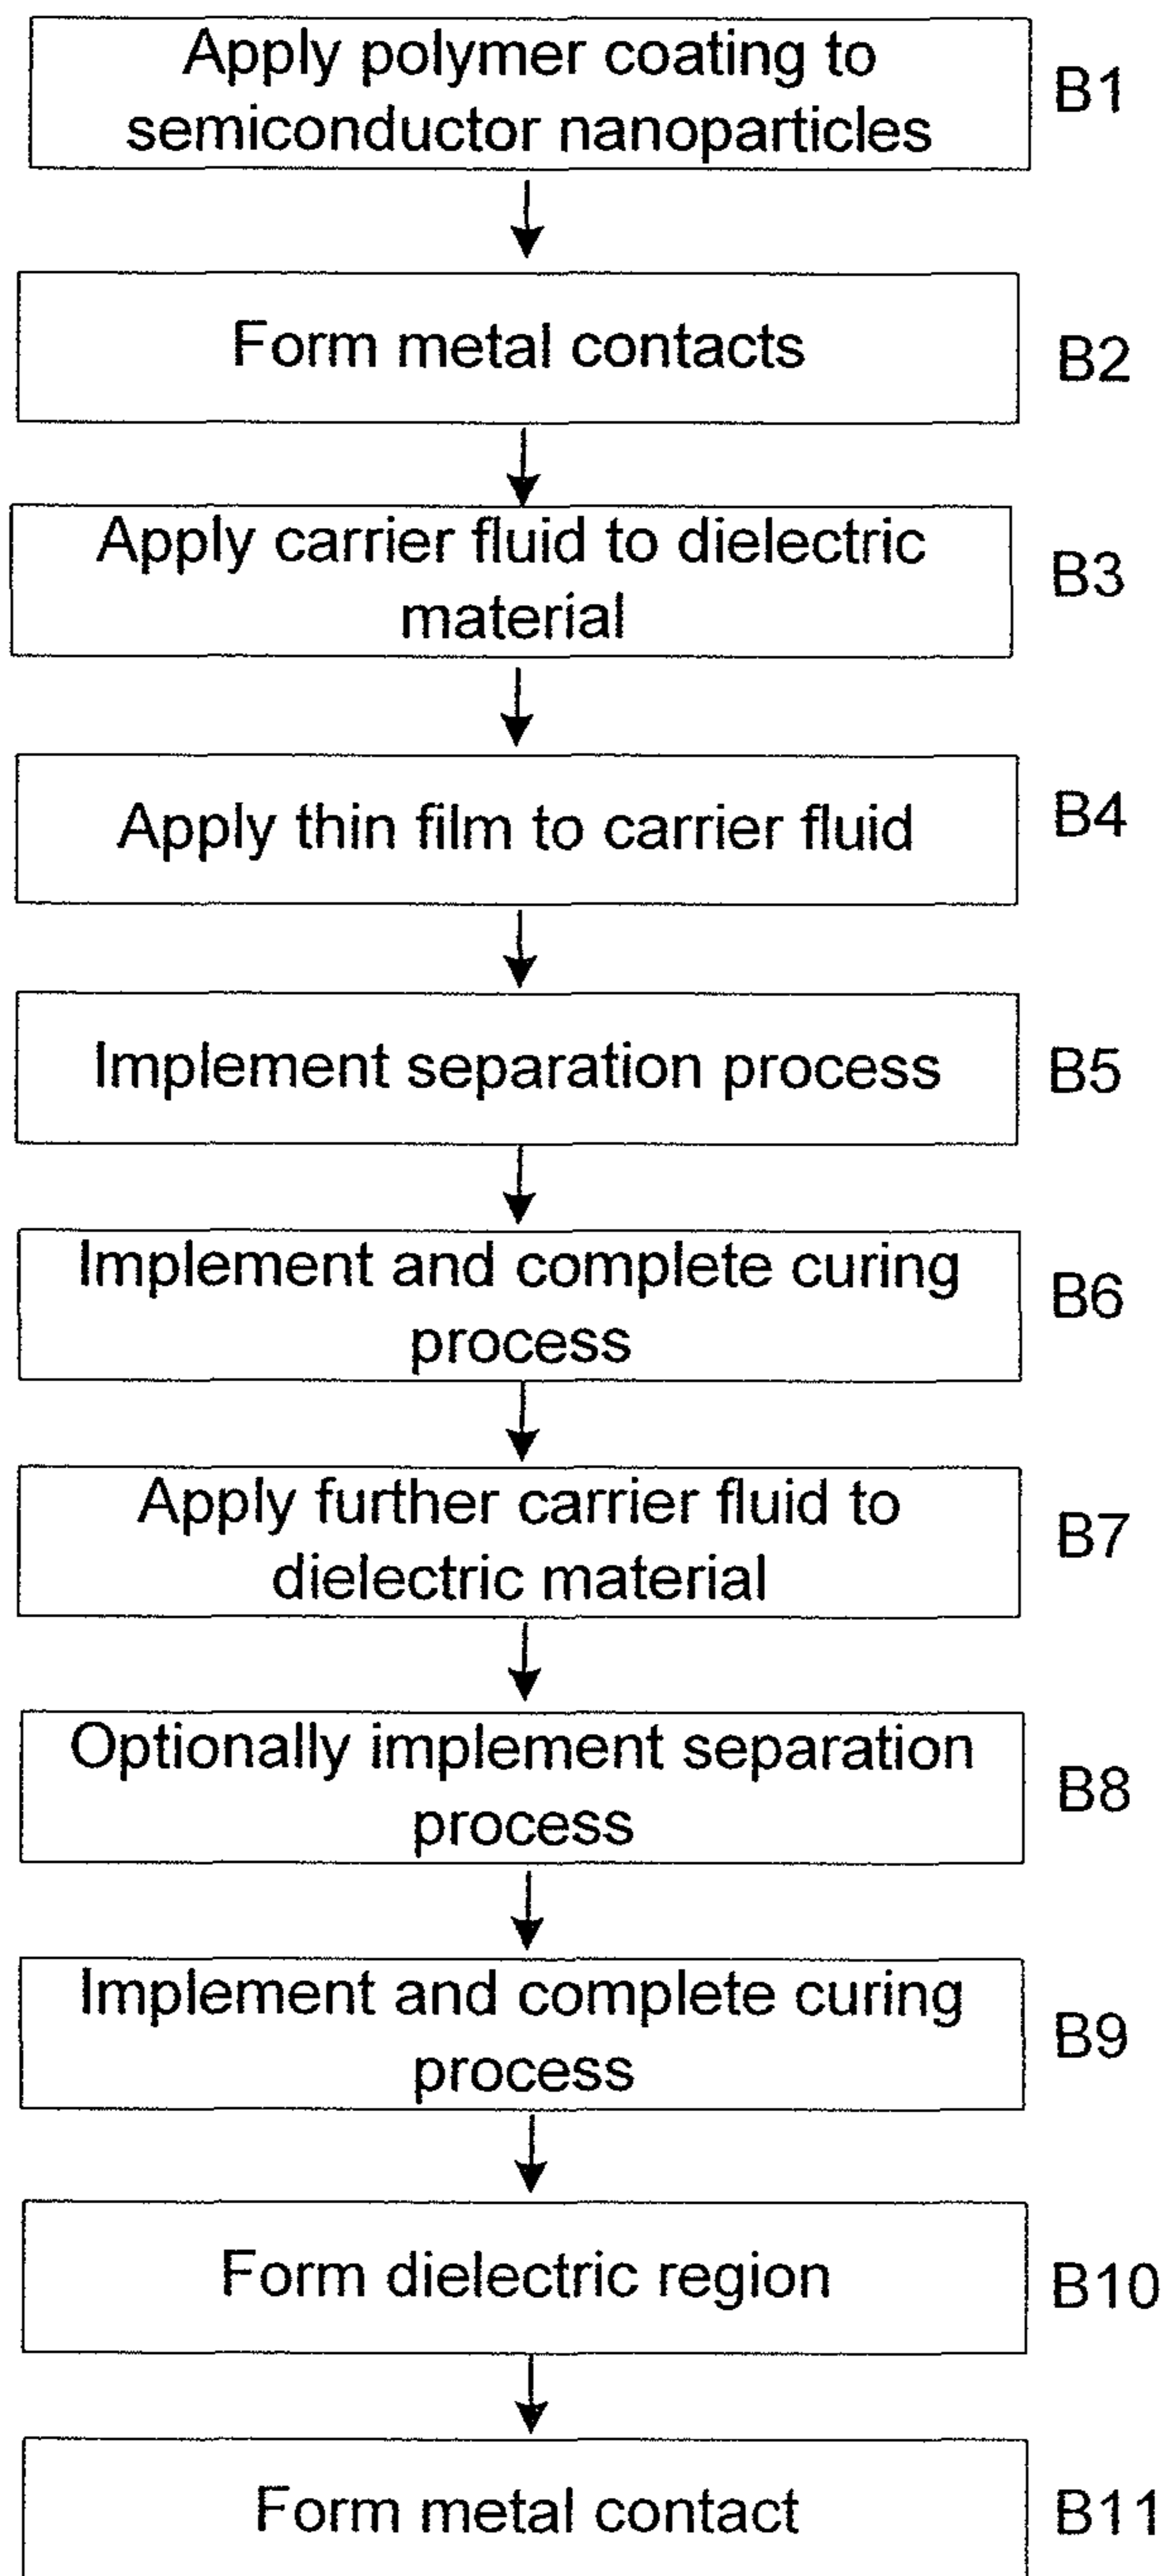 Apply polymer coating to
semiconductor nanoparticles
B1
Form metal contacts
B2
Apply carrier fluid to dielectric
material
B3
Apply thin film to carrier fluid
B4
Implement separation process
B5
Implement and complete curing
process
B6
Apply further carrier fluid to
dielectric material
B7
Optionally implement separation
process
B8
Implement and complete curing
process
B9
Form dielectric region
B10
Form metal contact
B11